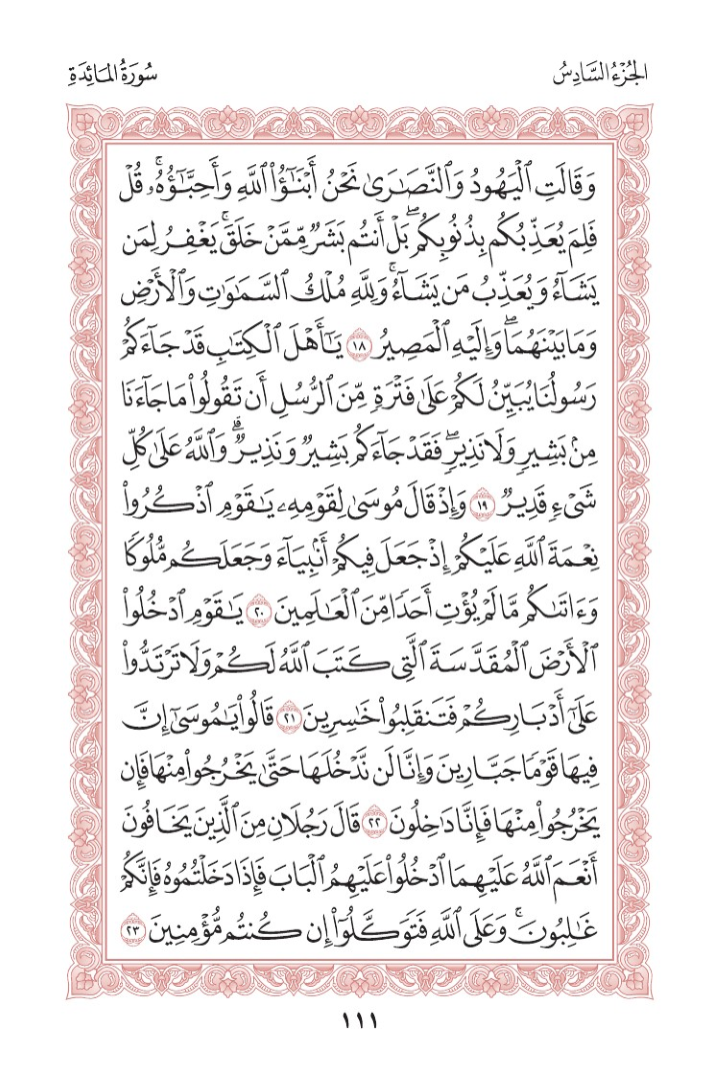 الجُزْءُ السَّادِسُ
سُورَةُ المَائِدَةِ
وَقَالَتِ ٱلْيَهُودُ وَٱلنَّصَٰرَىٰ نَحْنُ أَبْنَٰٓؤُا۟ ٱللَّهِ وَأَحِبَّٰٓؤُهُۥۚ قُلْ
فَلِمَ يُعَذِّبُكُم بِذُنُوبِكُمۖ بَلْ أَنتُم بَشَرٌ مِّمَّنْ خَلَقَۚ يَغْفِرُ لِمَن
يَشَآءُ وَيُعَذِّبُ مَن يَشَآءُۚ وَلِلَّهِ مُلْكُ ٱلسَّمَٰوَٰتِ وَٱلْأَرْضِ
وَمَا بَيْنَهُمَاۖ وَإِلَيْهِ ٱلْمَصِيرُ ١٨ يَٰٓأَهْلَ ٱلْكِتَٰبِ قَدْ جَآءَكُمْ
رَسُولُنَا يُبَيِّنُ لَكُمْ عَلَىٰ فَتْرَةٍ مِّنَ ٱلرُّسُلِ أَن تَقُولُوا۟ مَا جَآءَنَا
مِنۢ بَشِيرٍ وَلَا نَذِيرٍۖ فَقَدْ جَآءَكُم بَشِيرٌ وَنَذِيرٌۗ وَٱللَّهُ عَلَىٰ كُلِّ
شَىْءٍ قَدِيرٌ ١٩ وَإِذْ قَالَ مُوسَىٰ لِقَوْمِهِۦ يَٰقَوْمِ ٱذْكُرُوا۟
نِعْمَةَ ٱللَّهِ عَلَيْكُمْ إِذْ جَعَلَ فِيكُمْ أَنۢبِيَآءَ وَجَعَلَكُم مُّلُوكًا
وَءَاتَىٰكُم مَّا لَمْ يُؤْتِ أَحَدًا مِّنَ ٱلْعَٰلَمِينَ ٢٠ يَٰقَوْمِ ٱدْخُلُوا۟
ٱلْأَرْضَ ٱلْمُقَدَّسَةَ ٱلَّتِى كَتَبَ ٱللَّهُ لَكُمْ وَلَا تَرْتَدُّوا۟
عَلَىٰٓ أَدْبَارِكُمْ فَتَنقَلِبُوا۟ خَٰسِرِينَ ٢١ قَالُوا۟ يَٰمُوسَىٰٓ إِنَّ
فِيهَا قَوْمًا جَبَّارِينَ وَإِنَّا لَن نَّدْخُلَهَا حَتَّىٰ يَخْرُجُوا۟ مِنْهَا فَإِن
يَخْرُجُوا۟ مِنْهَا فَإِنَّا دَٰخِلُونَ ٢٢ قَالَ رَجُلَانِ مِنَ ٱلَّذِينَ يَخَافُونَ
أَنْعَمَ ٱللَّهُ عَلَيْهِمَا ٱدْخُلُوا۟ عَلَيْهِمُ ٱلْبَابَ فَإِذَا دَخَلْتُمُوهُ فَإِنَّكُمْ
غَٰلِبُونَۚ وَعَلَى ٱللَّهِ فَتَوَكَّلُوٓا۟ إِن كُنتُم مُّؤْمِنِينَ ٢٣
١١١